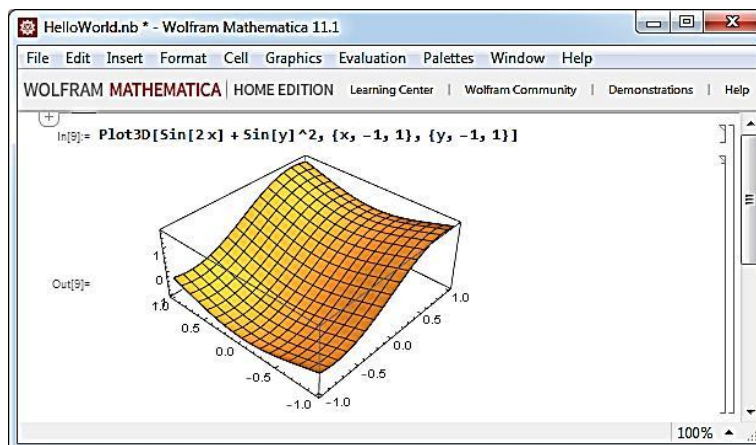 HelloWorld.nb * - Wolfram Mathematica 11.1
File Edit Insert Format Cell Graphics Evaluation Palettes Window Help
WOLFRAM MATHEMATICA | HOME EDITION Learning Center | Wolfram Community | Demonstrations | Help
In[9]:= Plot3D[Sin[2 x] + Sin[y]^2, {x, -1, 1}, {y, -1, 1}]
Out[9]=
1
0
-1
1.0
0.5
0.0
-0.5
-1.0
-1.0
-0.5
0.0
0.5
1.0
100%